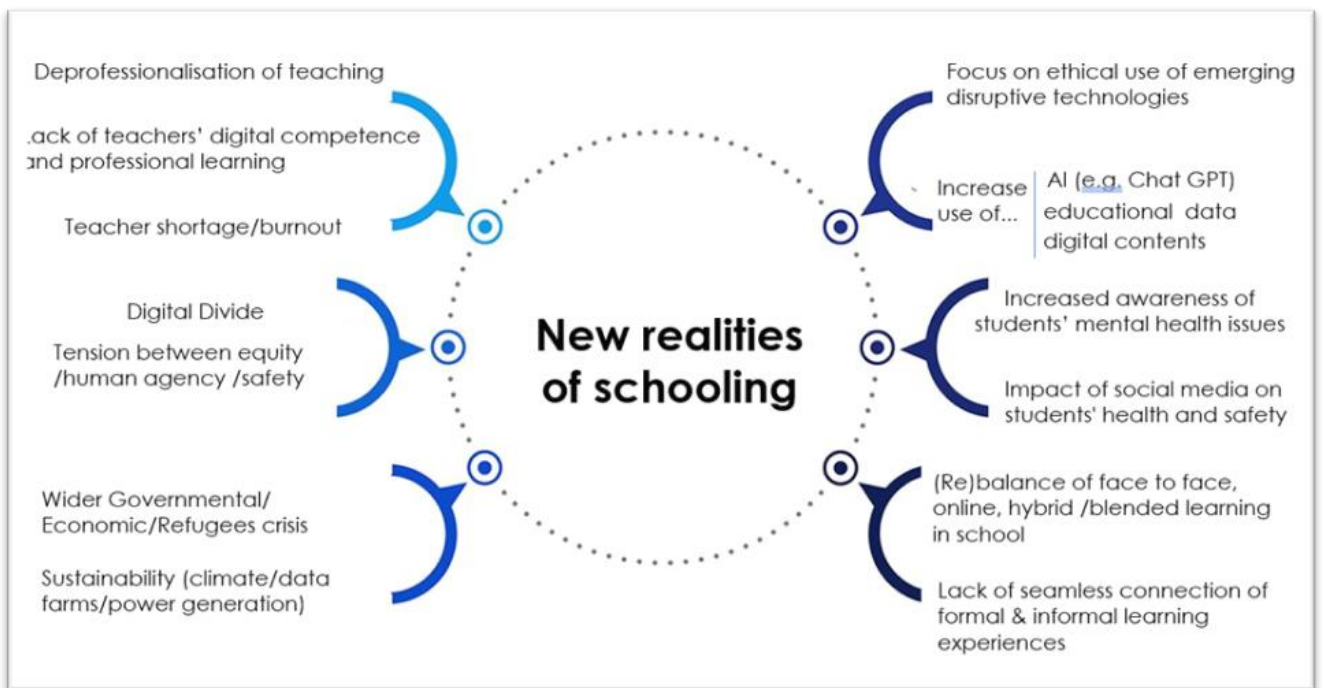 Deprofessionalisation of teaching
.ack of teachers' digital competence
and professional learning
Teacher shortage/burnout
Digital Divide
Tension between equity
/human agency /safety
Wider Governmental/
Economic/Refugees crisis
Sustainability (climate/data
farms/power generation)
New realities
of schooling
Focus on ethical use of emerging
disruptive technologies
Increase
use of...
AI (e.g. Chat GPT)
educational data
digital contents
Increased awareness of
students' mental health issues
Impact of social media on
students' health and safety
(Re)balance of face to face,
online, hybrid /blended learning
in school
Lack of seamless connection of
formal & informal learning
experiences